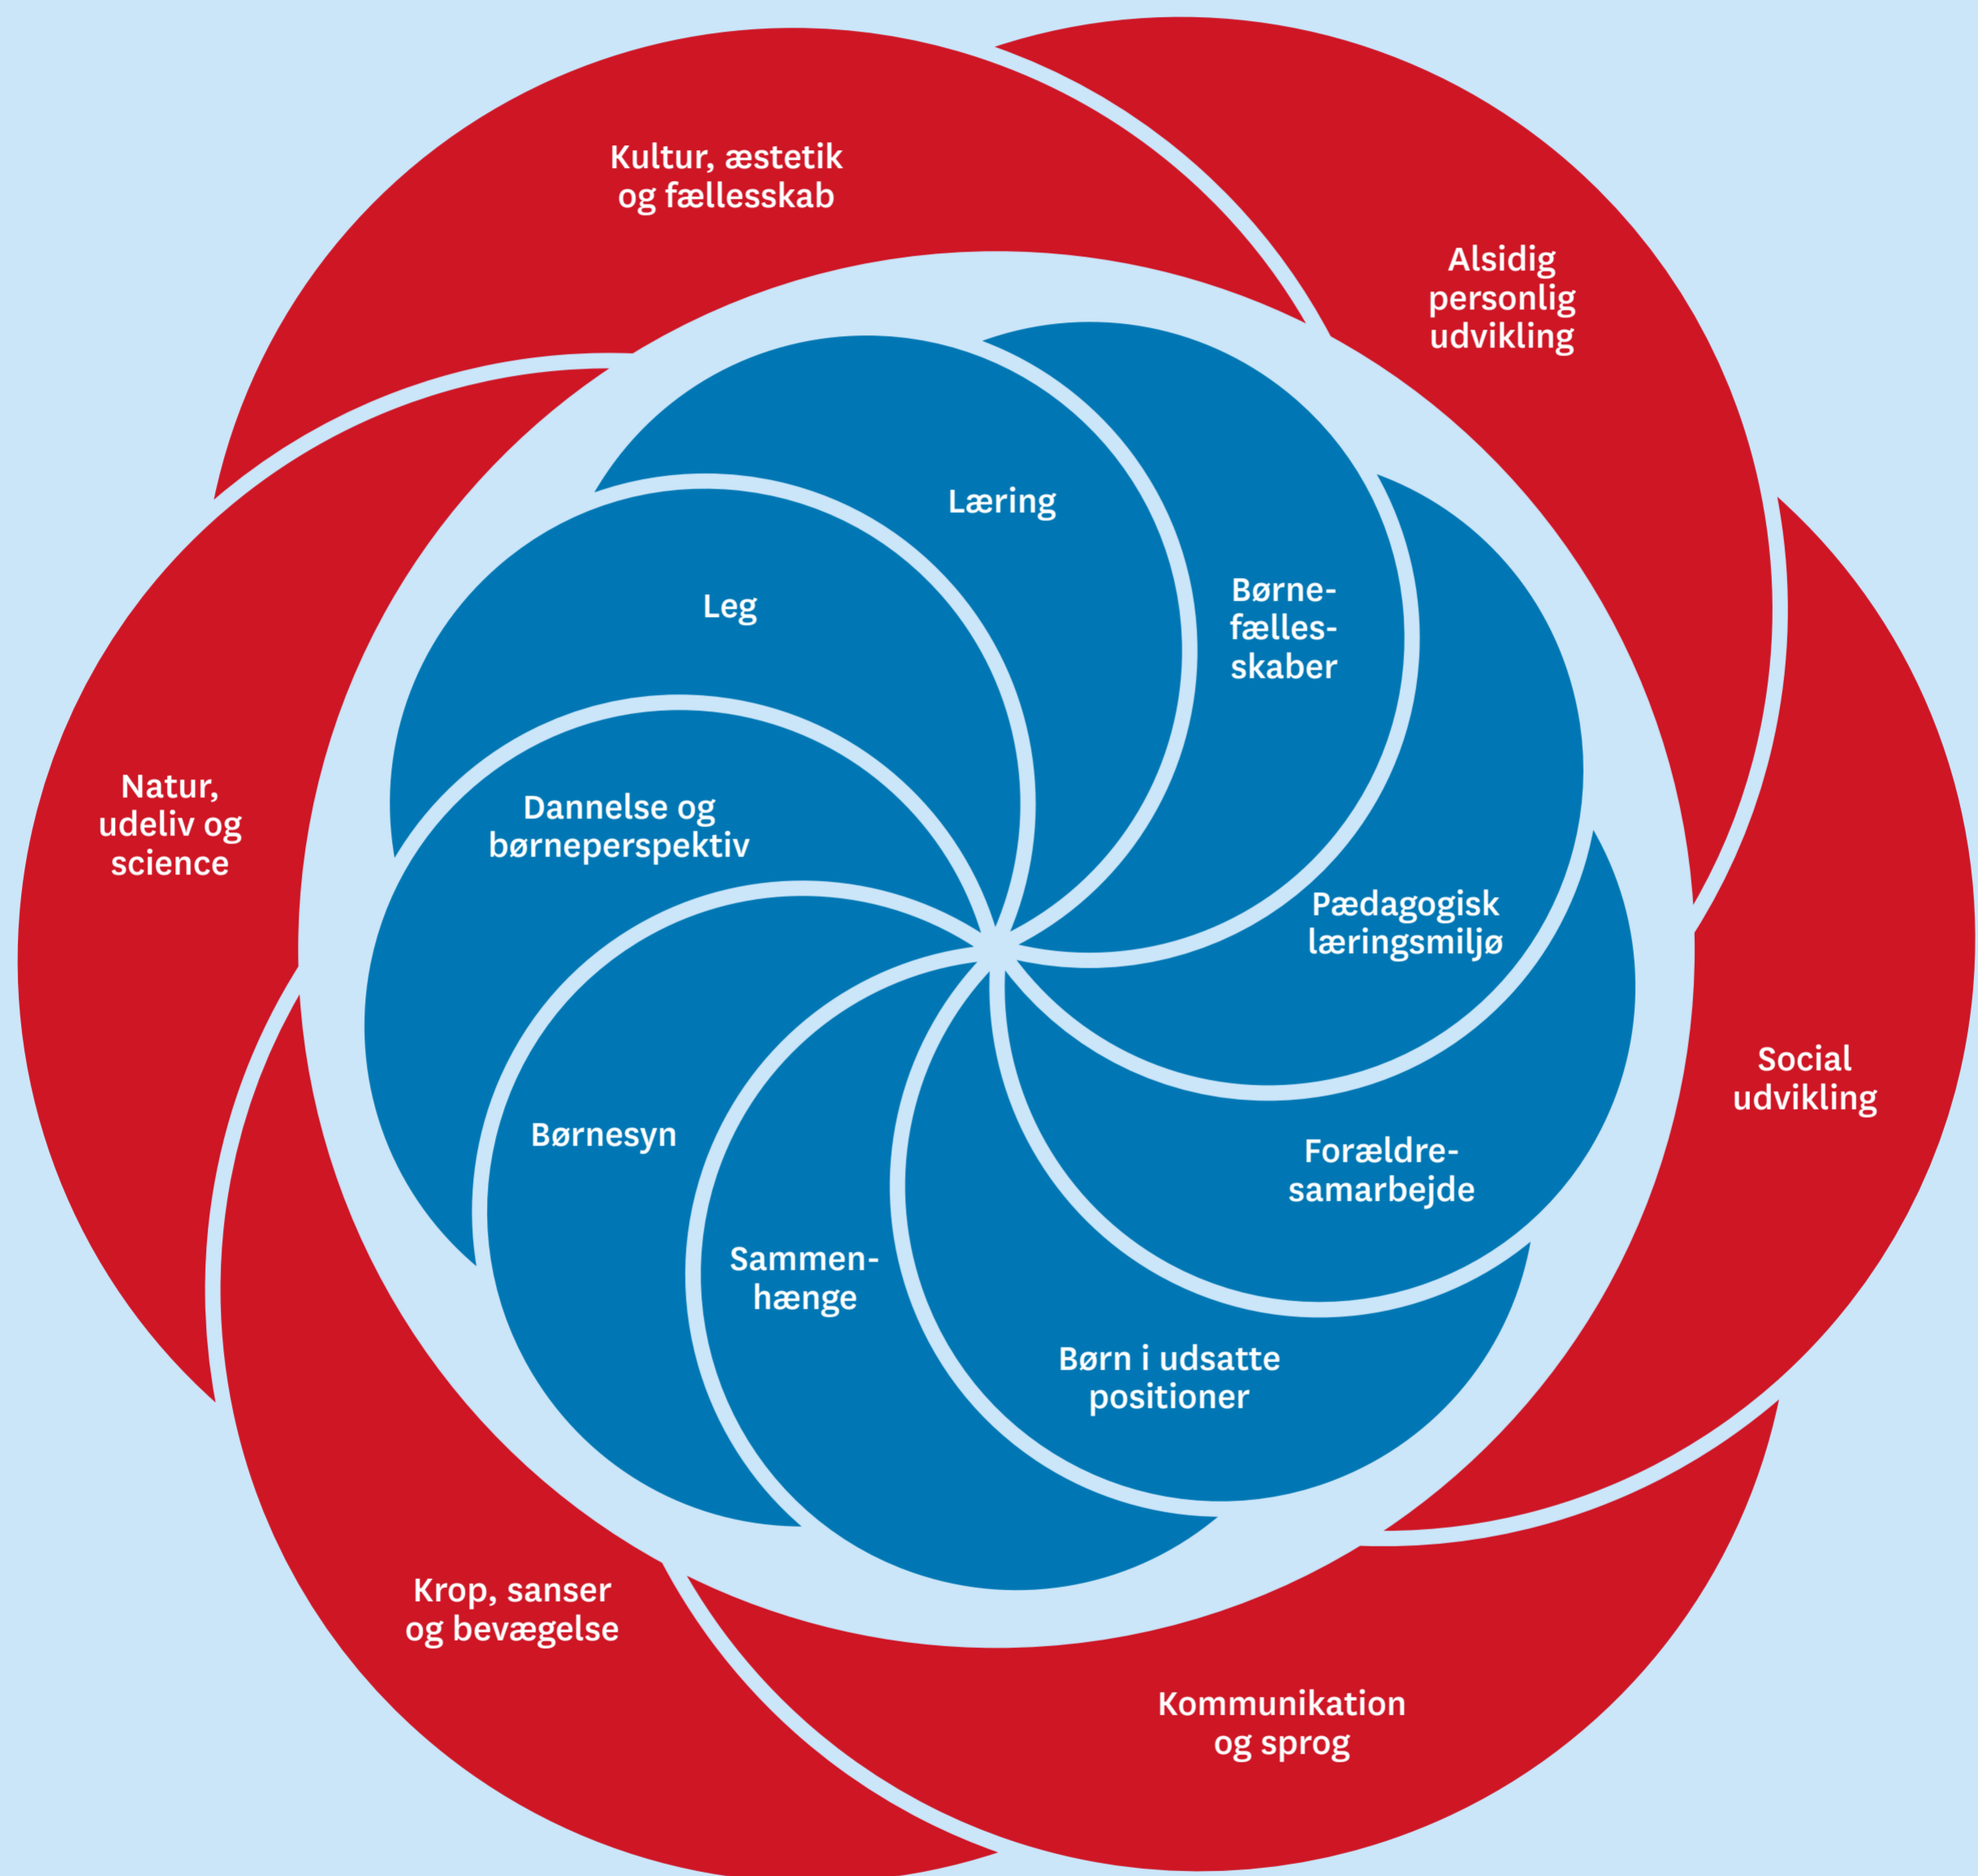 Kultur, æstetik
og fællesskab
Alsidig
personlig
udvikling
Social
udvikling
Kommunikation
og sprog
Krop, sanser
og bevægelse
Natur,
udeliv og
science
Læring
Børne-
fælles-
skaber
Pædagogisk
læringsmiljø
Forældre-
samarbejde
Børn i udsatte
positioner
Sammen-
hænge
Børnesyn
Dannelse og
børneperspektiv
Leg